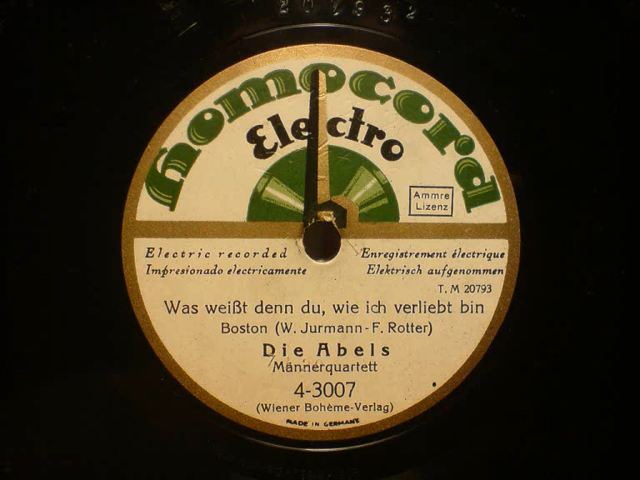 homocord
Electro
Ammre
Lizenz
Electric recorded
Enregistrement électrique
Impresionado electricamente
Elektrisch aufgenommen
T. M 20793
Was weißt denn du, wie ich verliebt bin
Boston (W. Jurmann-F. Rotter)
Die Abels
Männerquartett
4-3007
(Wiener Bohème-Verlag)
MADE IN GERMANY